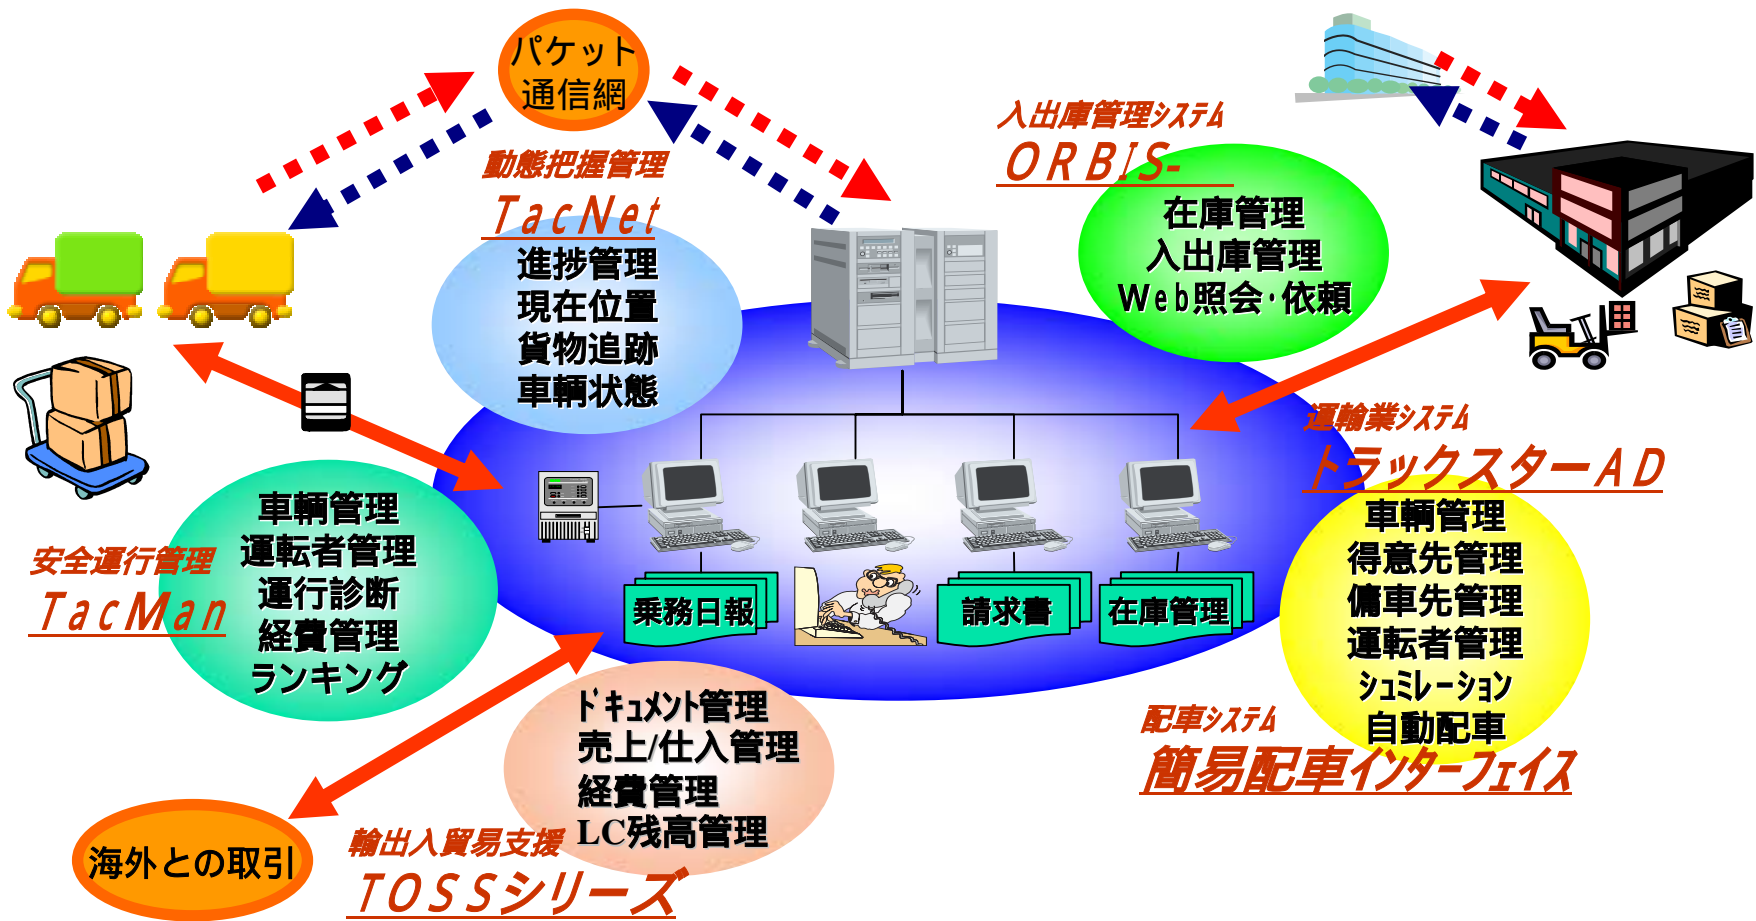 パケット
通信網
動態把握管理
TacNet
進捗管理
現在位置
貨物追跡
車輌状態
入出庫管理ｼｽﾃﾑ
ORBIS-
在庫管理
入出庫管理
Web照会・依頼
安全運行管理
TacMan
車輌管理
運転者管理
運行診断
経費管理
ランキング
乗務日報
請求書
在庫管理
運輸業ｼｽﾃﾑ
トラックスターAD
車輌管理
得意先管理
傭車先管理
運転者管理
ｼｭﾐﾚｰｼｮﾝ
自動配車
配車ｼｽﾃﾑ
簡易配車ｲﾝﾀｰﾌｪｲｽ
ﾄﾞｷｭﾒﾝﾄ管理
売上/仕入管理
経費管理
LC残高管理
輸出入貿易支援
TOSSシリーズ
海外との取引